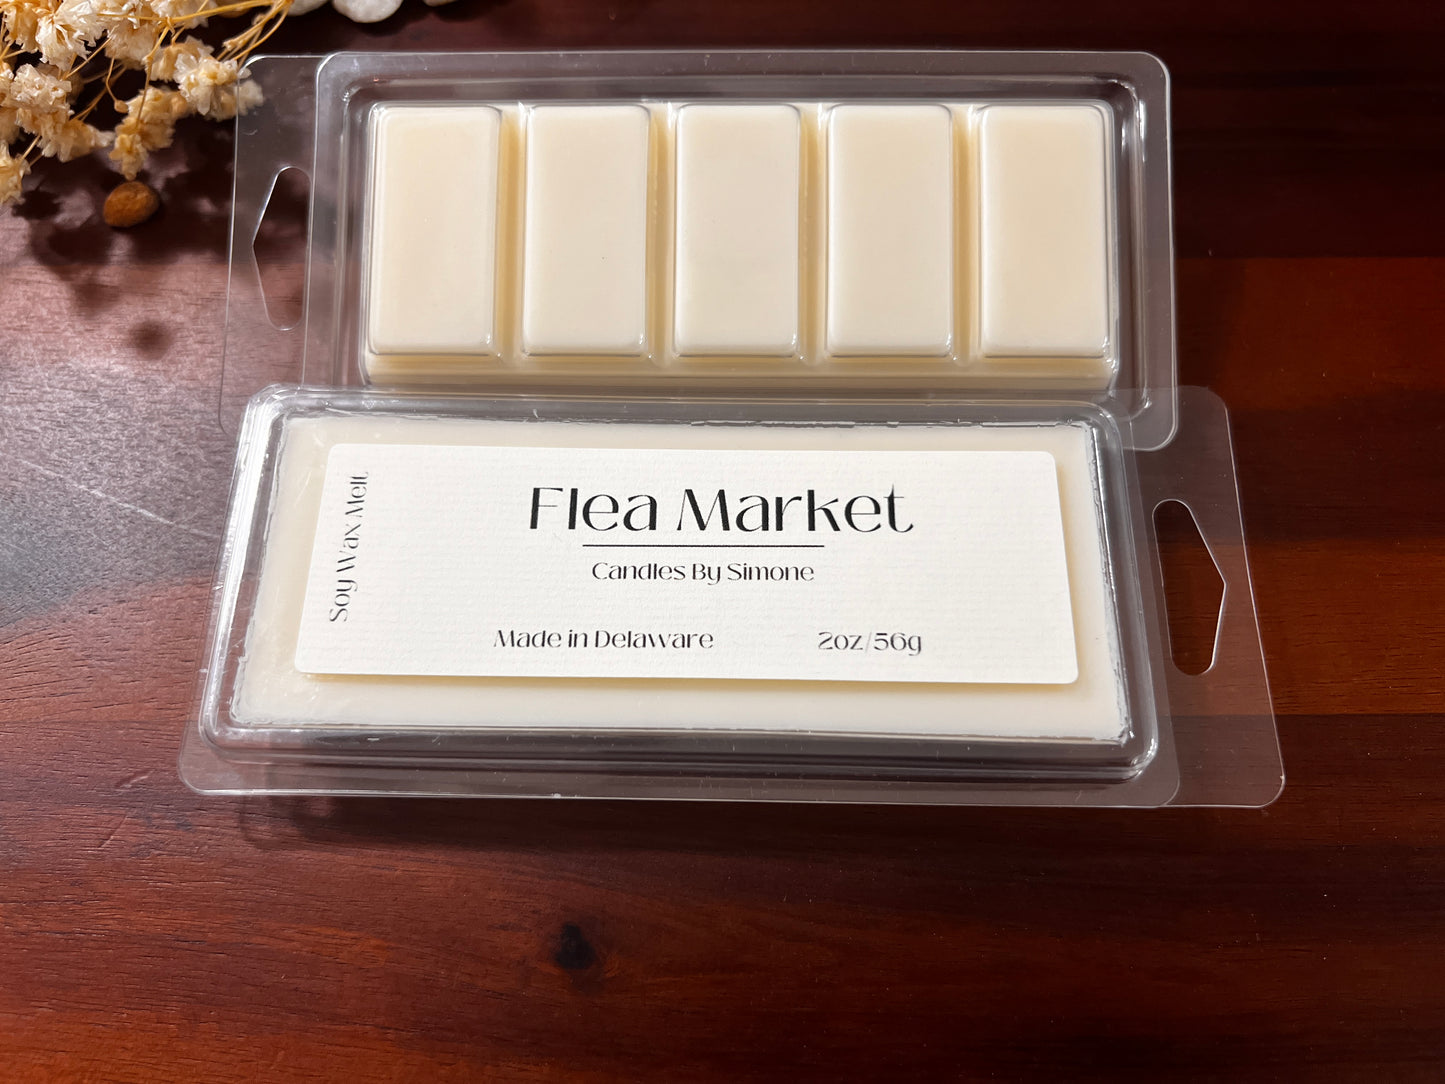 Soy Wax Melt
Flea Market
Candles By Simone
Made in Delaware
2oz/56g